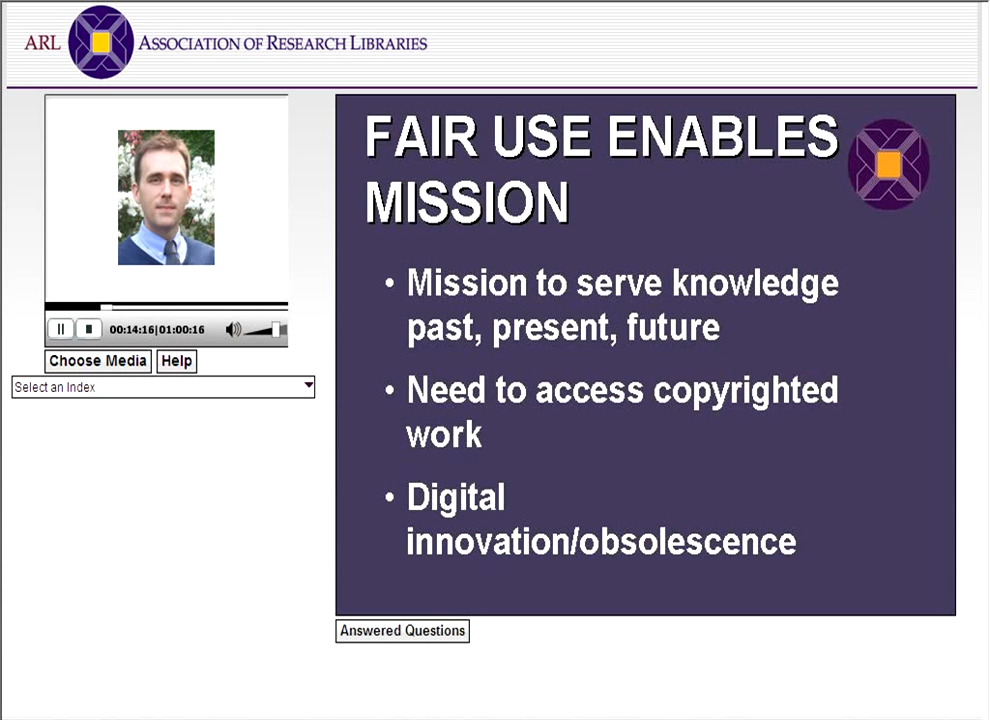 ARL ASSOCIATION OF RESEARCH LIBRARIES
FAIR USE ENABLES
MISSION
• Mission to serve knowledge
past, present, future
• Need to access copyrighted
work
• Digital
innovation/obsolescence
00:14:16|01:00:16
Choose Media Help
Select an Index
Answered Questions